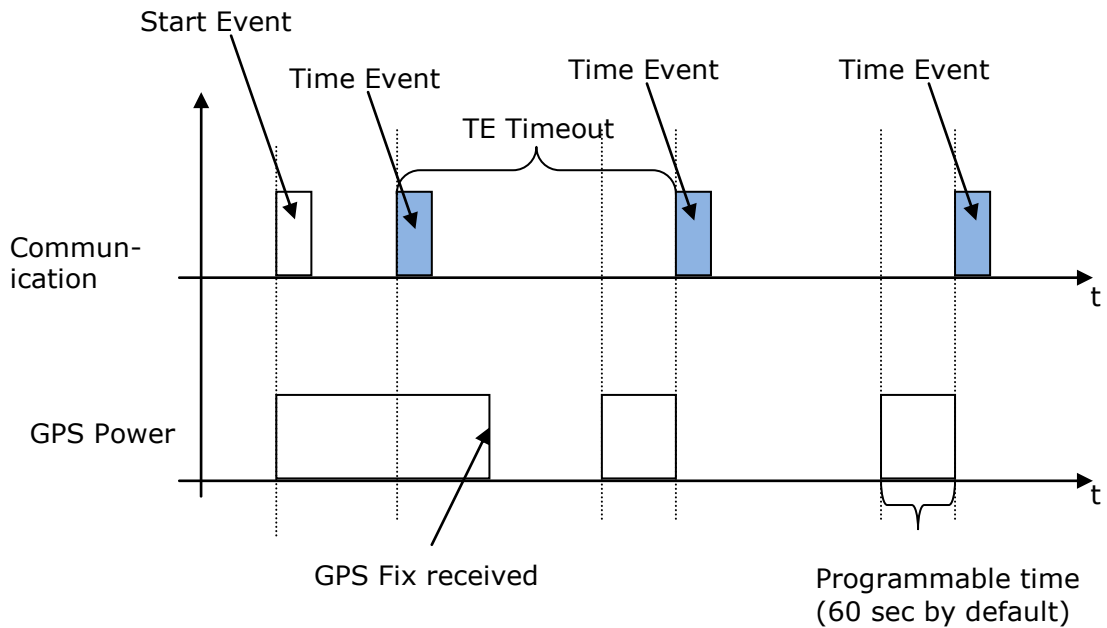 Start Event
Time Event
Time Event
Time Event
TE Timeout
Commun-
ication
t
GPS Power
t
GPS Fix received
Programmable time
(60 sec by default)